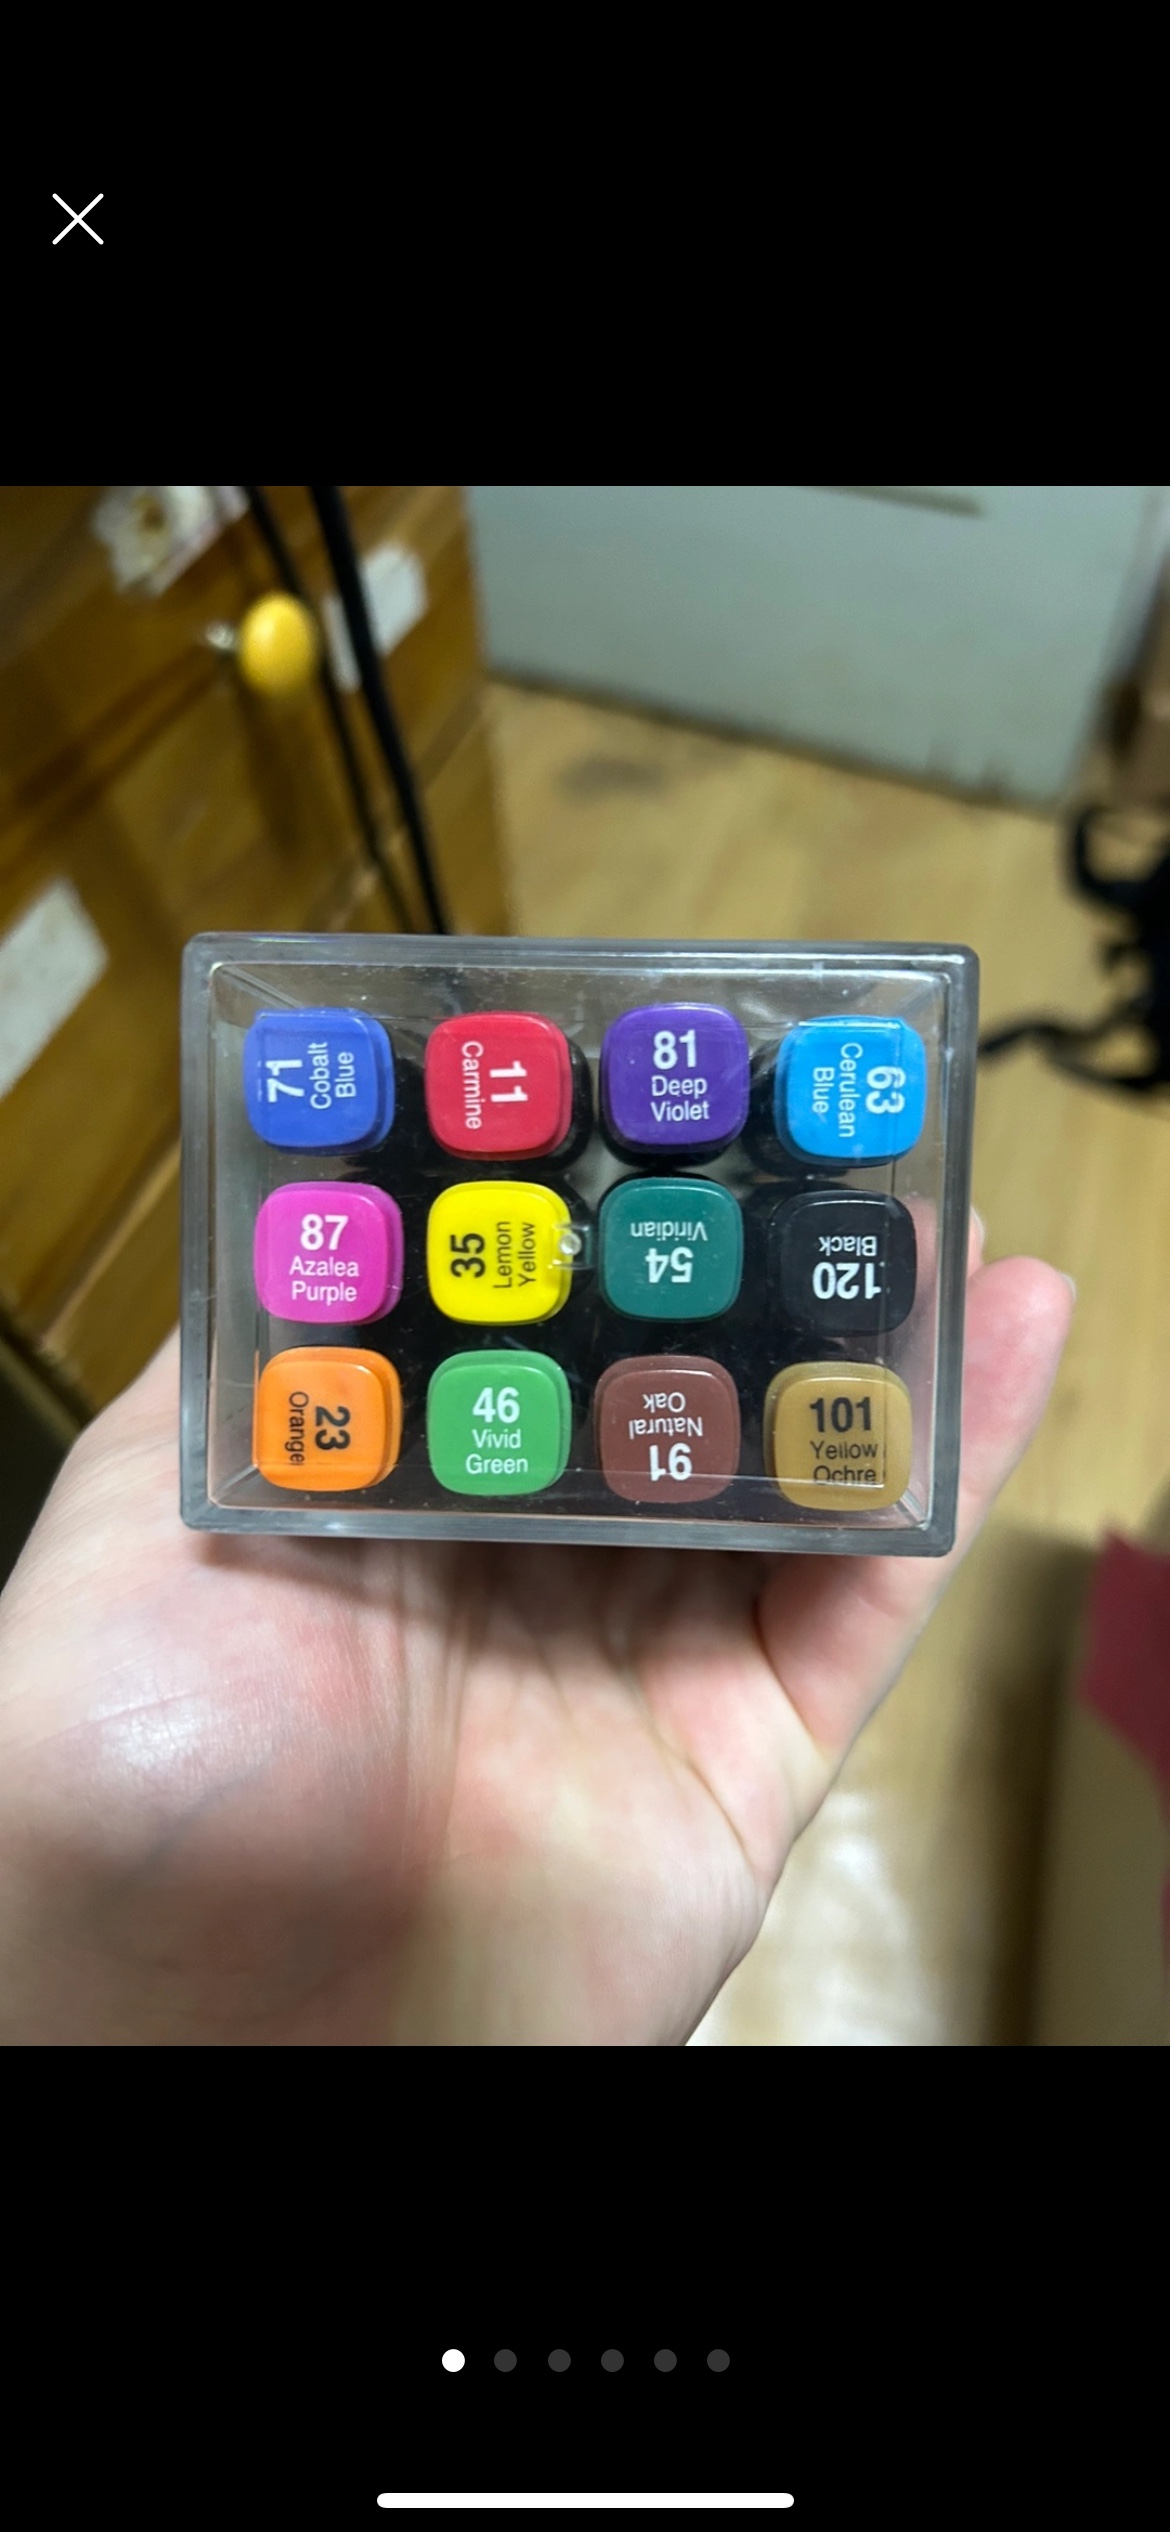 71
Cobalt
Blue
11
Carmine
81
Deep
Violet
63
Cerulean
Blue
87
Azalea
Purple
35
Lemon
Yellow
54
Viridian
120
Black
23
Orange
46
Vivid
Green
91
Natural
Oak
101
Yellow
Ochre